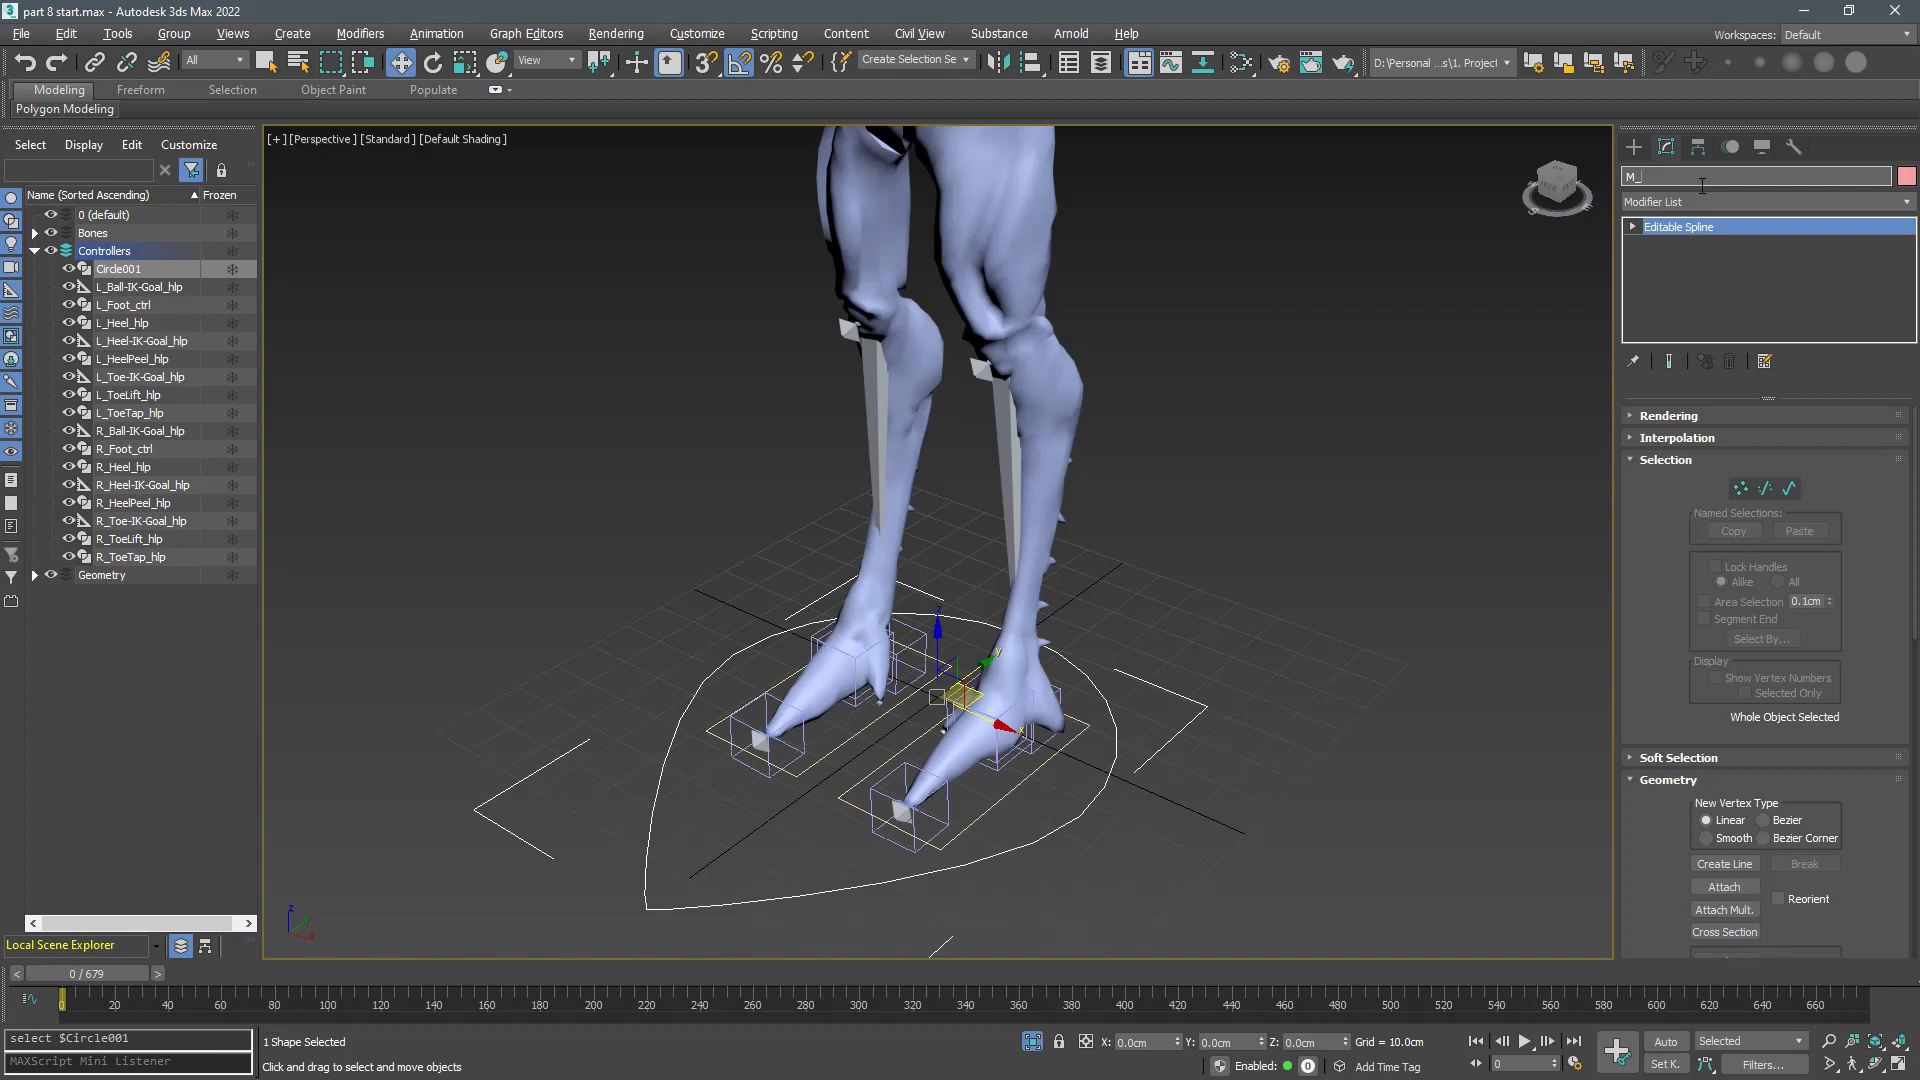 part 8 start.max - Autodesk 3ds Max 2022
File Edit Tools Group Views Create Modifiers Animation Graph Editors Rendering Customize Scripting Content Civil View Substance Arnold Help
Workspaces: Default
All View Create Selection Se D:\Personal ...s\1. Project
Modeling Freeform Selection Object Paint Populate
Polygon Modeling
Select Display Edit Customize
[+] [Perspective ] [Standard ] [Default Shading ]
Name (Sorted Ascending) Frozen
0 (default)
Bones
Controllers
Circle001
L_Ball-IK-Goal_hlp
L_Foot_ctrl
L_Heel_hlp
L_Heel-IK-Goal_hlp
L_HeelPeel_hlp
L_Toe-IK-Goal_hlp
L_ToeLift_hlp
L_ToeTap_hlp
R_Ball-IK-Goal_hlp
R_Foot_ctrl
R_Heel_hlp
R_Heel-IK-Goal_hlp
R_HeelPeel_hlp
R_Toe-IK-Goal_hlp
R_ToeLift_hlp
R_ToeTap_hlp
Geometry
M_
Modifier List
Editable Spline
Rendering
Interpolation
Selection
Named Selections:
Copy Paste
Lock Handles
Alike All
Area Selection 0.1cm
Segment End
Select By...
Display
Show Vertex Numbers
Selected Only
Whole Object Selected
Soft Selection
Geometry
New Vertex Type
Linear Bezier
Smooth Bezier Corner
Create Line Break
Attach
Reorient
Attach Mult.
Cross Section
z
y
x
Local Scene Explorer
< 0 / 679 >
0 20 40 60 80 100 120 140 160 180 200 220 240 260 280 300 320 340 360 380 400 420 440 460 480 500 520 540 560 580 600 620 640 660
select $Circle001
MAXScript Mini Listener
1 Shape Selected
Click and drag to select and move objects
X: 0.0cm Y: 0.0cm Z: 0.0cm Grid = 10.0cm
Enabled: 0 Add Time Tag
0
Auto Selected
Set K. Filters...